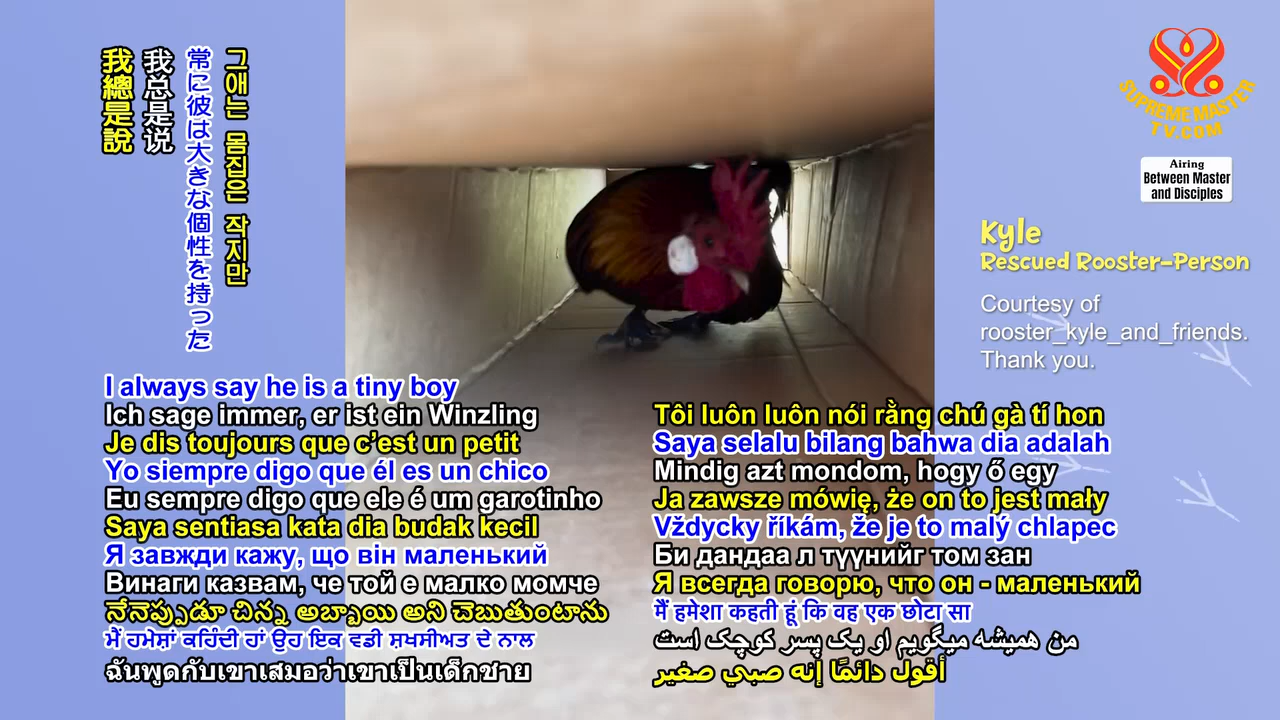 我總是說
我总是说
常に彼は大きな個性を持った
그애는 몸집은 작지만
I always say he is a tiny boy
Ich sage immer, er ist ein Winzling
Je dis toujours que c’est un petit
Yo siempre digo que él es un chico
Eu sempre digo que ele é um garotinho
Saya sentiasa kata dia budak kecil
Я завжди кажу, що він маленький
Винаги казвам, че той е малко момче
నేనెప్పుడూ చిన్న అబ్బాయి అని చెబుతుంటాను
ਮੈਂ ਹਮੇਸ਼ਾਂ ਕਹਿੰਦੀ ਹਾਂ ਉਹ ਇਕ ਵਡੀ ਸ਼ਖਸੀਅਤ ਦੇ ਨਾਲ
ฉันพูดกับเขาเสมอว่าเขาเป็นเด็กชาย
Tôi luôn luôn nói rằng chú gà tí hon
Saya selalu bilang bahwa dia adalah
Mindig azt mondom, hogy ő egy
Ja zawsze mówię, że on to jest mały
Vždycky říkám, že je to malý chlapec
Би дандаа л түүнийг том зан
Я всегда говорю, что он - маленький
मैं हमेशा कहती हूं कि वह एक छोटा सा
من همیشه میگویم او یک پسر کوچک است
أقول دائمًا إنه صبي صغير
SUPREME MASTER
TV.COM
Airing
Between Master
and Disciples
Kyle
Rescued Rooster-Person
Courtesy of
rooster_kyle_and_friends.
Thank you.